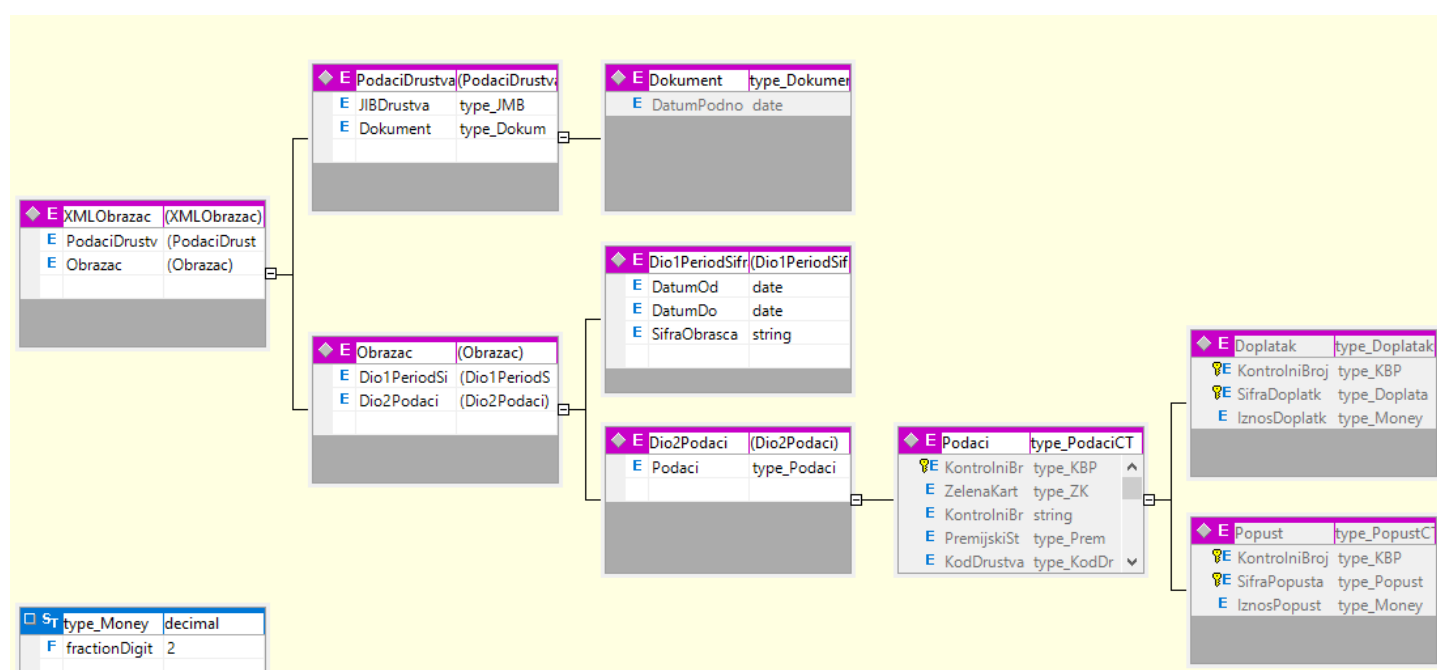 E PodaciDrustva (PodaciDrustva
E JIBDrustva type_JMB
E Dokument type_Dokum
E Dokument type_Dokumen
E DatumPodno date
E XMLObrazac (XMLObrazac)
E PodaciDrustv (PodaciDrust
E Obrazac (Obrazac)
E Dio1PeriodSifr (Dio1PeriodSif
E DatumOd date
E DatumDo date
E SifraObrasca string
E Obrazac (Obrazac)
E Dio1PeriodSi (Dio1PeriodS
E Dio2Podaci (Dio2Podaci)
E Dio2Podaci (Dio2Podaci)
E Podaci type_Podaci
E Podaci type_PodaciCT
E KontrolniBr type_KBP
E ZelenaKart type_ZK
E KontrolniBr string
E PremijskiSt type_Prem
E KodDrustva type_KodDr
E Doplatak type_Doplatak
E KontrolniBroj type_KBP
E SifraDoplatk type_Doplata
E IznosDoplatk type_Money
E Popust type_PopustCT
E KontrolniBroj type_KBP
E SifraPopusta type_Popust
E IznosPopust type_Money
ST type_Money decimal
F fractionDigit 2